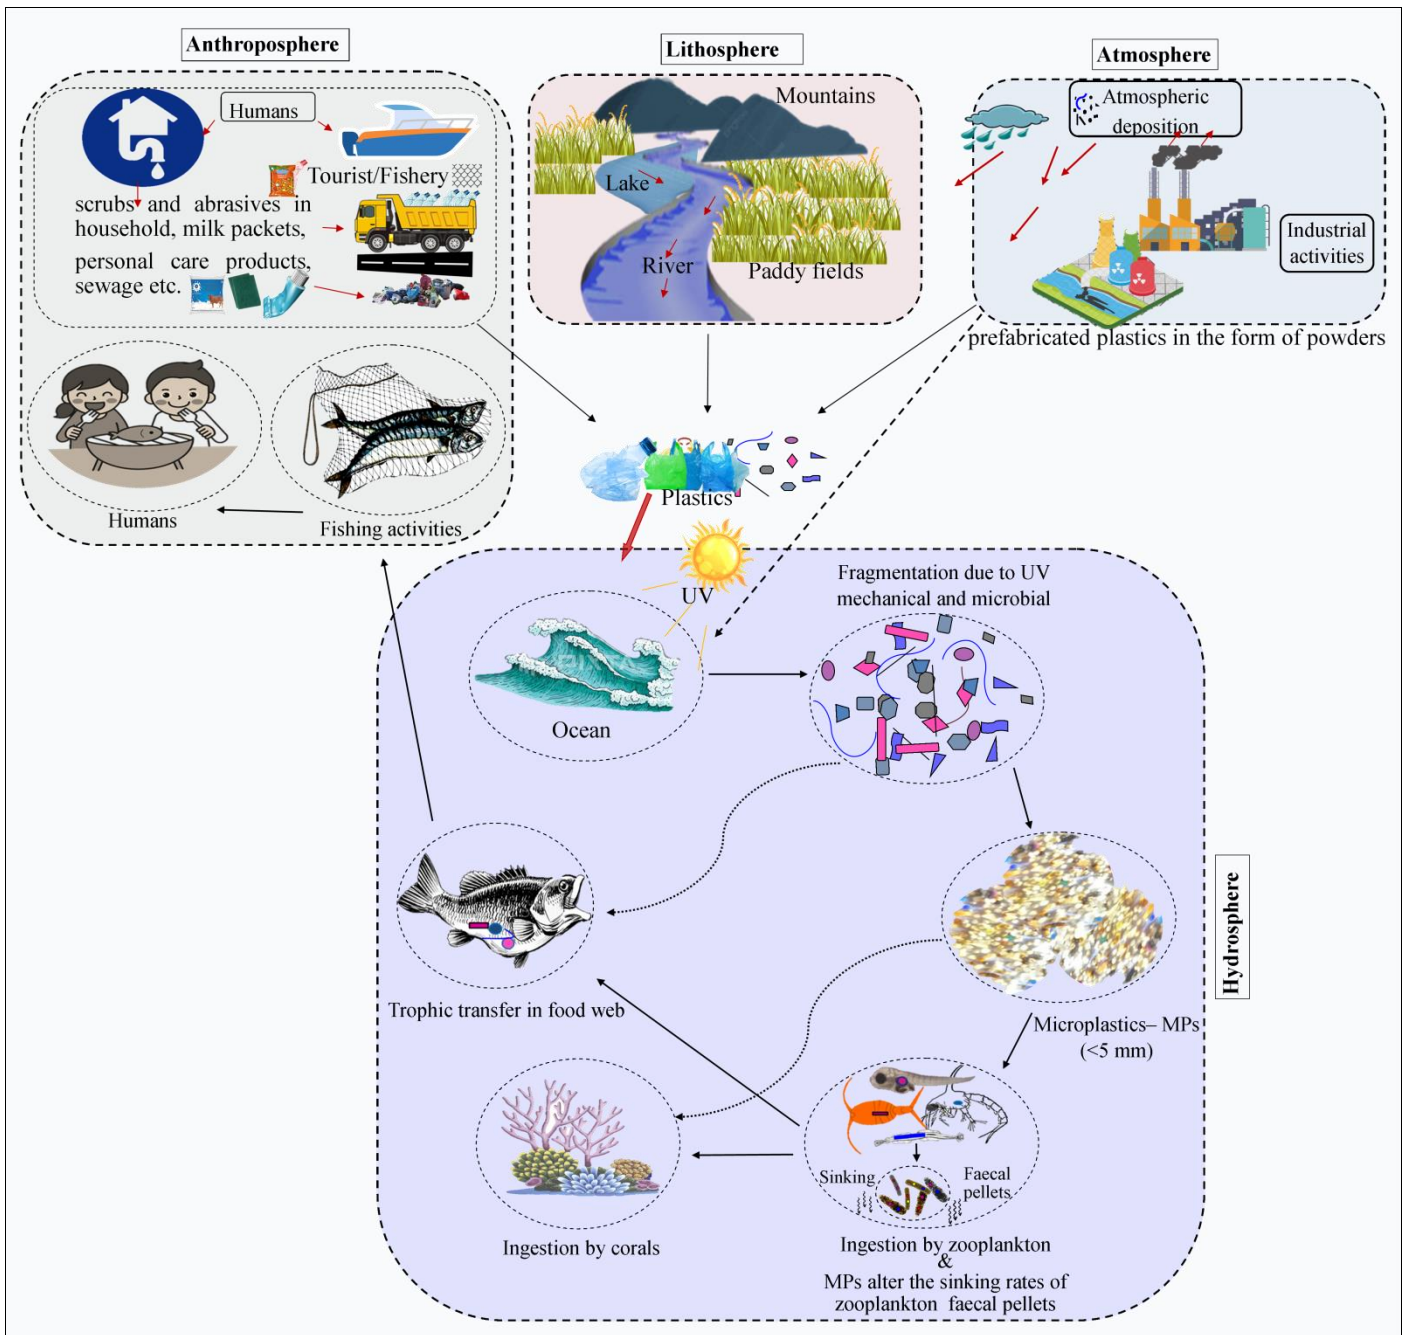 Anthroposphere
Lithosphere
Atmosphere
Humans
Tourist/Fishery
scrubs and abrasives in
household, milk packets,
personal care products,
sewage etc.
Humans
Fishing activities
Mountains
Lake
River
Paddy fields
Atmospheric
deposition
Industrial
activities
prefabricated plastics in the form of powders
Plastics
UV
Ocean
Fragmentation due to UV
mechanical and microbial
Hydrosphere
Trophic transfer in food web
Microplastics– MPs
(<5 mm)
Sinking
Faecal
pellets
Ingestion by corals
Ingestion by zooplankton
&
MPs alter the sinking rates of
zooplankton faecal pellets